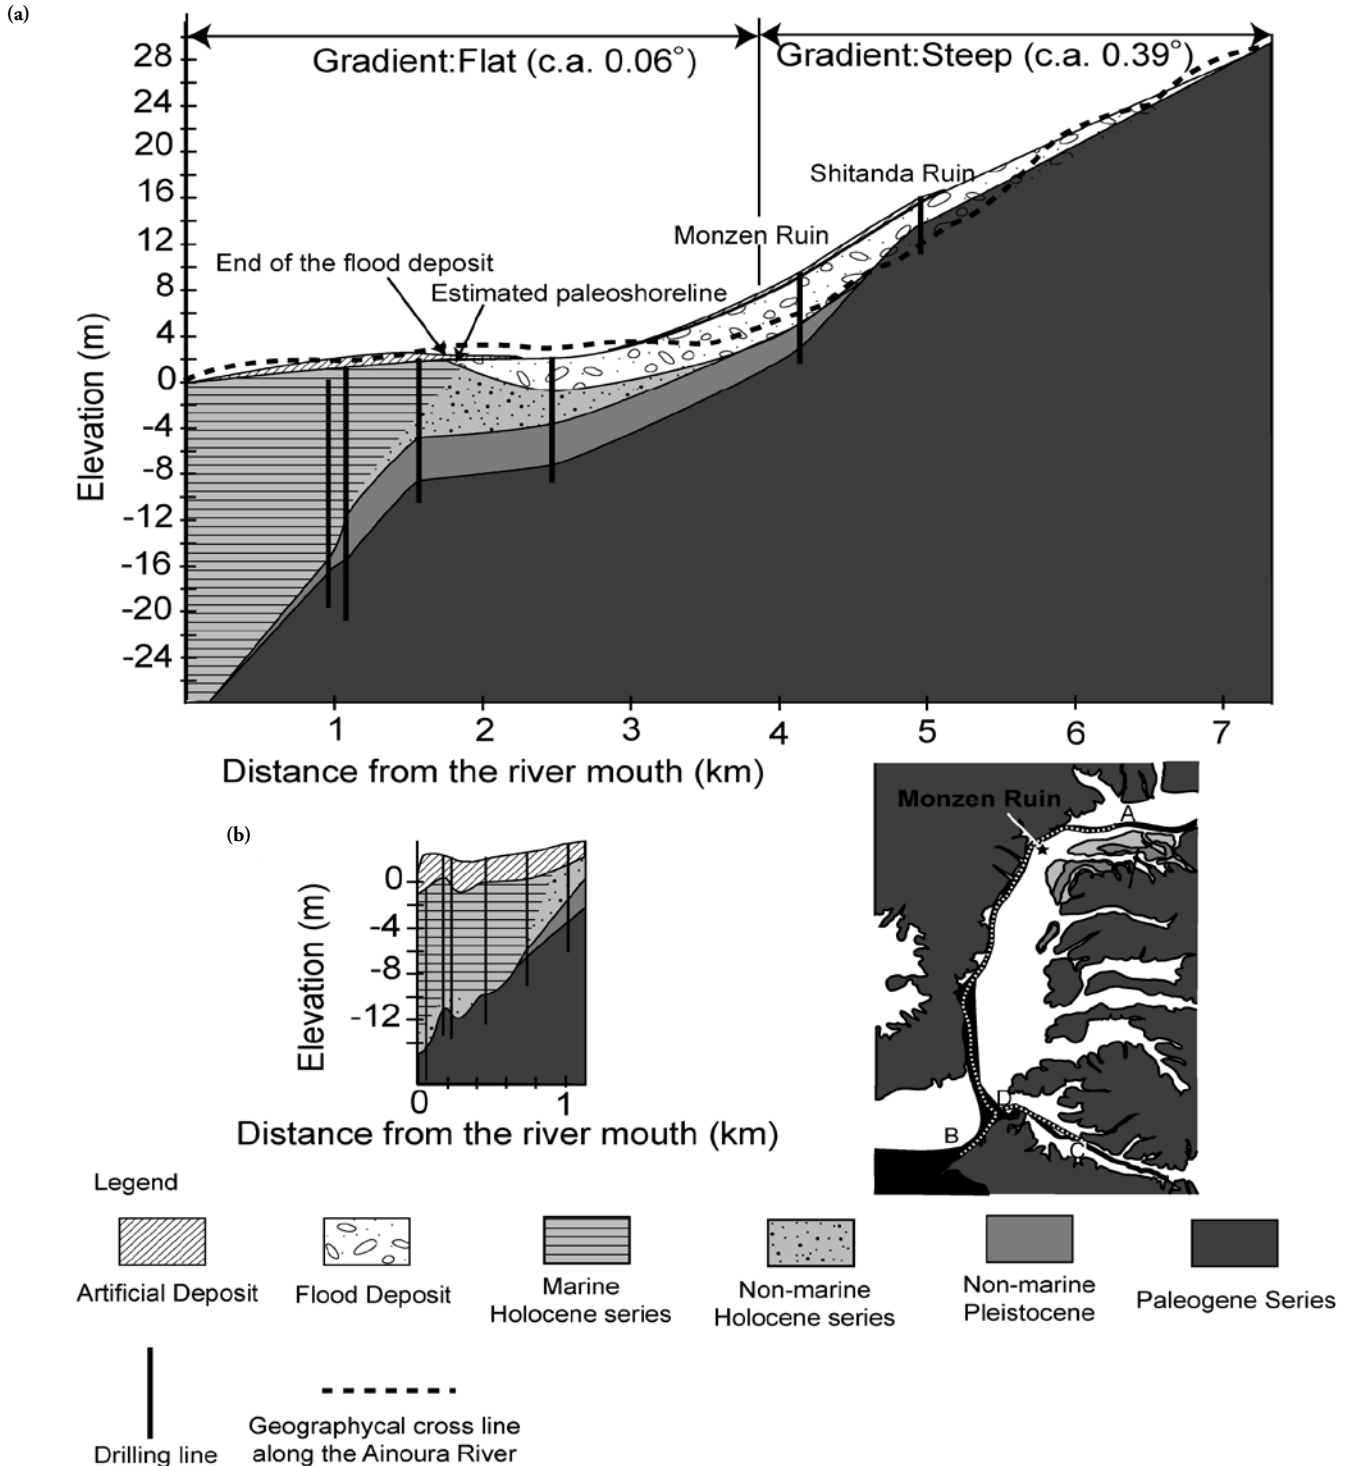 (a)
Gradient:Flat (c.a. 0.06°)
Gradient:Steep (c.a. 0.39°)
28
24
20
16
12
8
4
0
-4
-8
-12
-16
-20
-24
Elevation (m)
Shitanda Ruin
Monzen Ruin
End of the flood deposit
Estimated paleoshoreline
1
2
3
4
5
6
7
Distance from the river mouth (km)
(b)
0
-4
-8
-12
Elevation (m)
0
1
Distance from the river mouth (km)
Monzen Ruin
A
D
B
C
Legend
Artificial Deposit
Flood Deposit
Marine
Holocene series
Non-marine
Holocene series
Non-marine
Pleistocene
Paleogene Series
Drilling line
Geographycal cross line
along the Ainoura River